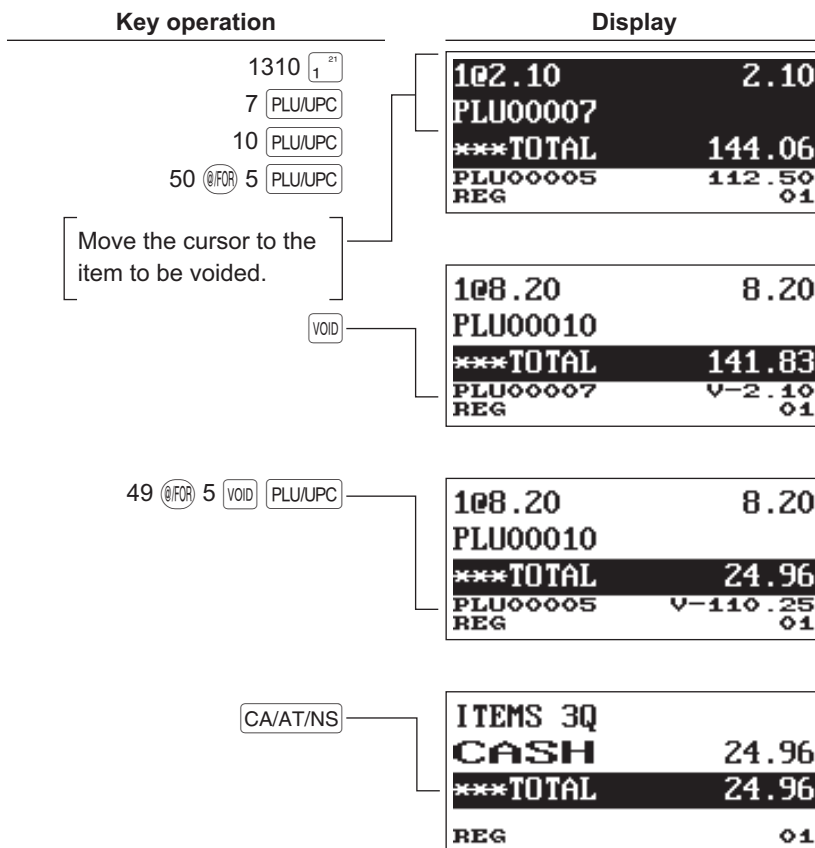 Key operation
Display
1310 1 21
7 PLU/UPC
10 PLU/UPC
50 @/FOR 5 PLU/UPC
Move the cursor to the
item to be voided.
1@2.10 2.10
PLU00007
***TOTAL 144.06
PLU00005 112.50
REG 01
VOID
1@8.20 8.20
PLU00010
***TOTAL 141.83
PLU00007 V-2.10
REG 01
49 @/FOR 5 VOID PLU/UPC
1@8.20 8.20
PLU00010
***TOTAL 24.96
PLU00005 V-110.25
REG 01
CA/AT/NS
ITEMS 3Q
CASH 24.96
***TOTAL 24.96
REG 01